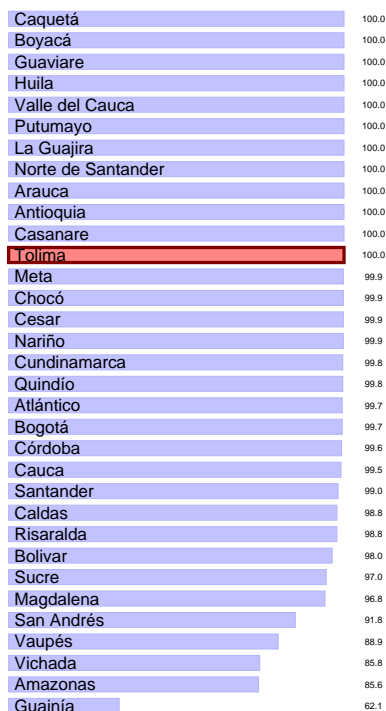 Caquetá 100.0
Boyacá 100.0
Guaviare 100.0
Huila 100.0
Valle del Cauca 100.0
Putumayo 100.0
La Guajira 100.0
Norte de Santander 100.0
Arauca 100.0
Antioquia 100.0
Casanare 100.0
Tolima 100.0
Meta 99.9
Chocó 99.9
Cesar 99.9
Nariño 99.9
Cundinamarca 99.8
Quindío 99.8
Atlántico 99.7
Bogotá 99.7
Córdoba 99.6
Cauca 99.5
Santander 99.0
Caldas 98.8
Risaralda 98.8
Bolivar 98.0
Sucre 97.0
Magdalena 96.8
San Andrés 91.8
Vaupés 88.9
Vichada 85.8
Amazonas 85.6
Guainía 62.1